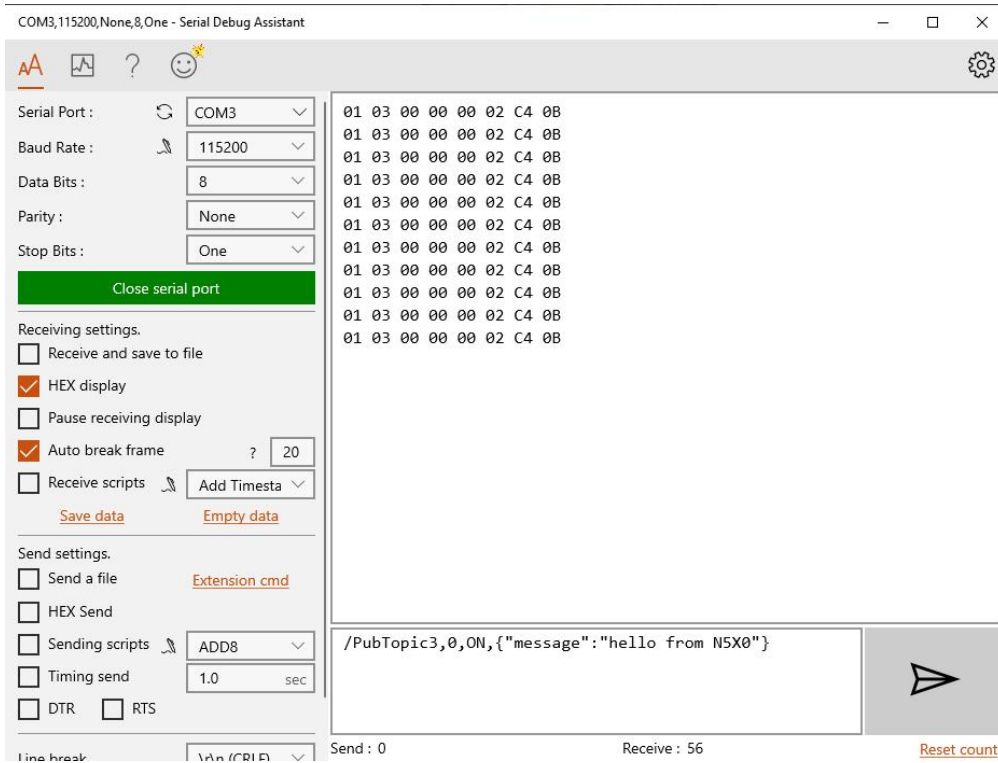 COM3,115200,None,8,One - Serial Debug Assistant
AA
?
Serial Port :
COM3
Baud Rate :
115200
Data Bits :
8
Parity :
None
Stop Bits :
One
Close serial port
Receiving settings.
Receive and save to file
HEX display
Pause receiving display
Auto break frame
?
20
Receive scripts
Add Timesta
Save data
Empty data
Send settings.
Send a file
Extension cmd
HEX Send
Sending scripts
ADD8
Timing send
1.0
sec
DTR
RTS
Line break
\r\n (CRLF)
01 03 00 00 00 02 C4 0B
01 03 00 00 00 02 C4 0B
01 03 00 00 00 02 C4 0B
01 03 00 00 00 02 C4 0B
01 03 00 00 00 02 C4 0B
01 03 00 00 00 02 C4 0B
01 03 00 00 00 02 C4 0B
01 03 00 00 00 02 C4 0B
01 03 00 00 00 02 C4 0B
01 03 00 00 00 02 C4 0B
01 03 00 00 00 02 C4 0B
/PubTopic3,0,ON,{"message":"hello from N5X0"}
Send : 0
Receive : 56
Reset count